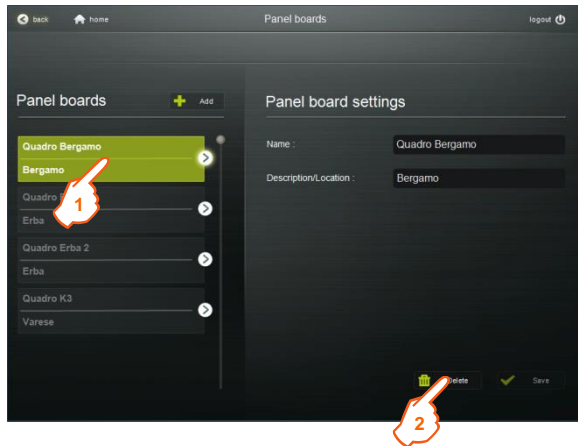 back home Panel boards logout
Panel boards Add Panel board settings
Quadro Bergamo Name : Quadro Bergamo
Bergamo Description/Location : Bergamo
1
Quadro
Erba
Quadro Erba 2
Erba
Quadro K3
Varese
Delete Save
2